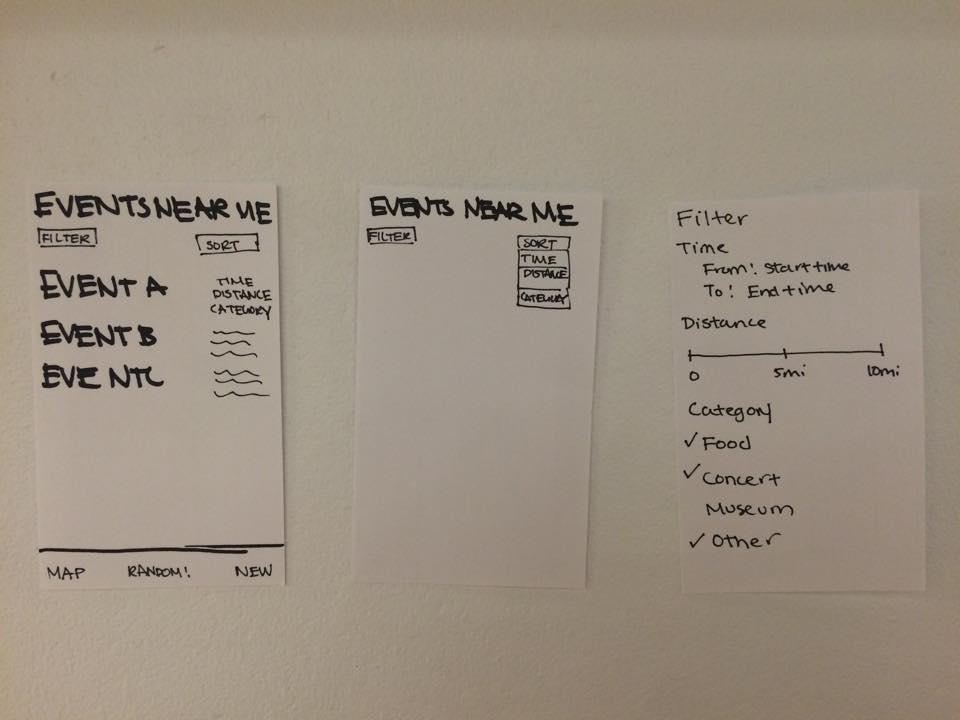 EVENTS NEAR ME
FILTER SORT
EVENT A
TIME
DISTANCE
CATEGORY
EVENT B
EVENT C
MAP RANDOM! NEW
EVENTS NEAR ME
FILTER SORT
TIME
DISTANCE
CATEGORY
Filter
Time
From: Start time
To: End time
Distance
0 5mi 10mi
Category
✓ Food
✓ Concert
Museum
✓ Other